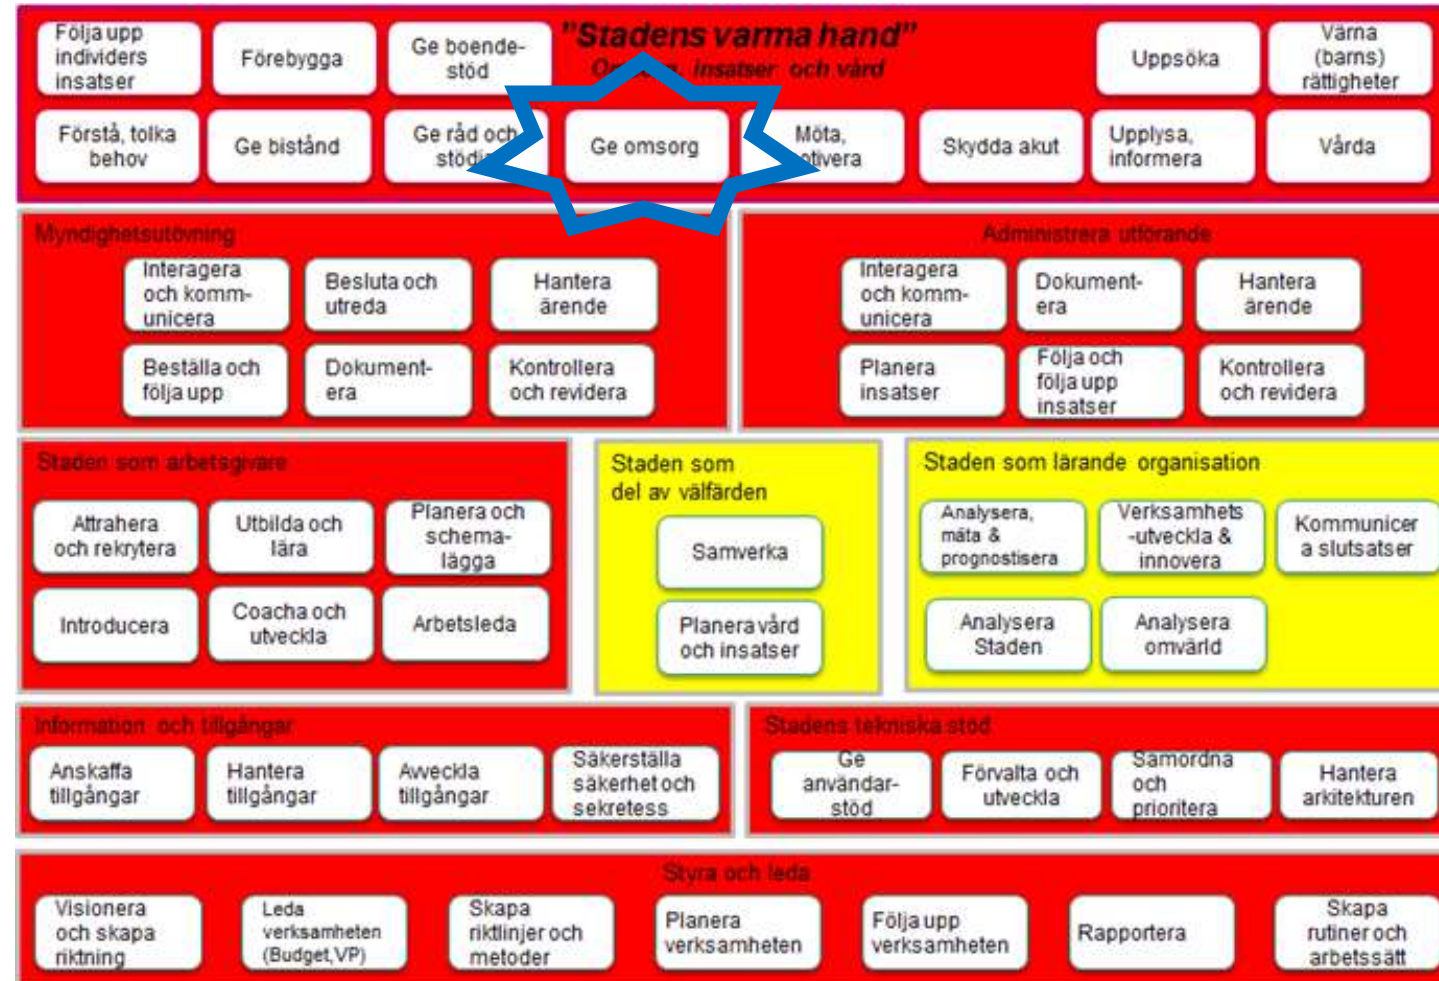 Följa upp
individers
insatser
Förebygga
Ge boende-
stöd
"Stadens varma hand"
insatser och vård
Uppsöka
Värna
(barns)
rättigheter
Förstå, tolka
behov
Ge bistånd
Ge råd och
Ge omsorg
Möta,
Skydda akut
Upplysa,
informera
Vårda
Myndighetsutövning
Interagera
och komm-
unicera
Besluta och
utreda
Hantera
ärende
Beställa och
följa upp
Dokument-
era
Kontrollera
och revidera
Administrera utförande
Interagera
och komm-
unicera
Dokument-
era
Hantera
ärende
Planera
insatser
Följa och
följa upp
insatser
Kontrollera
och revidera
Staden som arbetsgivare
Attrahera
och rekrytera
Utbilda och
lära
Planera och
schema-
lägga
Introducera
Coacha och
utveckla
Arbetsleda
Staden som
del av välfärden
Samverka
Planera vård
och insatser
Staden som lärande organisation
Analysera,
mäta &
prognostisera
Verksamhets
-utveckla &
innovera
Kommunicer
a slutsatser
Analysera
Staden
Analysera
omvärld
Information och tillgångar
Anskaffa
tillgångar
Hantera
tillgångar
Avveckla
tillgångar
Säkerställa
säkerhet och
sekretess
Stadens tekniska stöd
Ge
användar-
stöd
Förvalta och
utveckla
Samordna
och
prioritera
Hantera
arkitekturen
Styra och leda
Visionera
och skapa
riktning
Leda
verksamheten
(Budget,VP)
Skapa
riktlinjer och
metoder
Planera
verksamheten
Följa upp
verksamheten
Rapportera
Skapa
rutiner och
arbetssätt